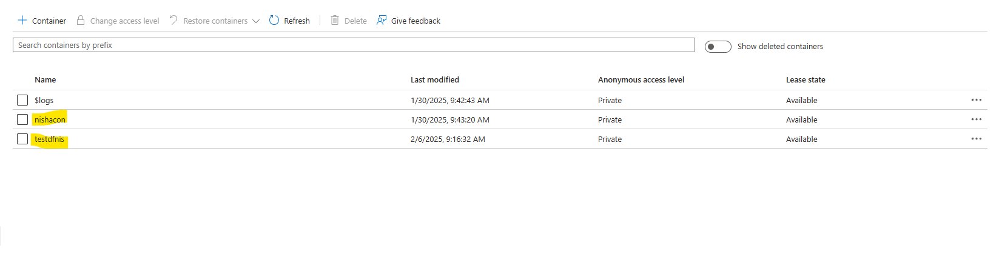 Container Change access level Restore containers Refresh Delete Give feedback
Search containers by prefix Show deleted containers
Name Last modified Anonymous access level Lease state
$logs 1/30/2025, 9:42:43 AM Private Available
nishacon 1/30/2025, 9:43:20 AM Private Available
testdfnis 2/6/2025, 9:16:32 AM Private Available